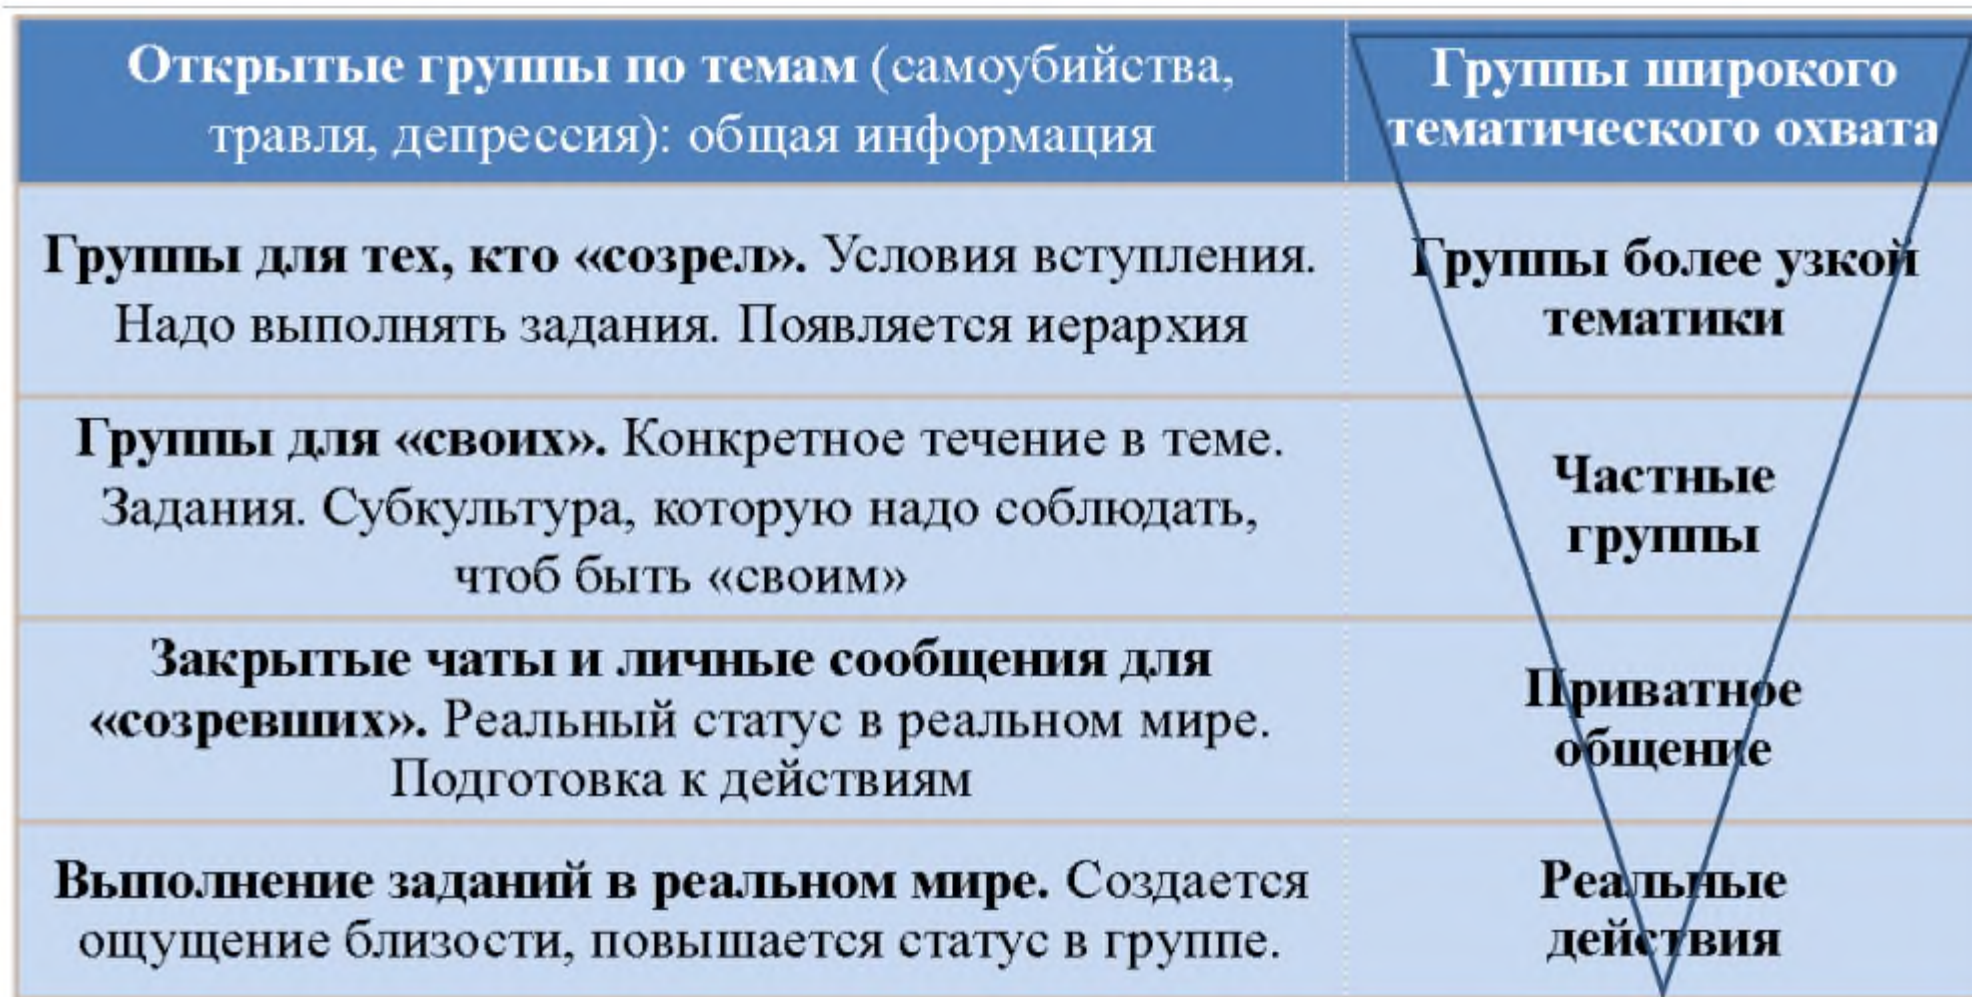 Открытые группы по темам (самоубийства,
травля, депрессия): общая информация
Группы широкого
тематического охвата
Группы для тех, кто «созрел». Условия вступления.
Надо выполнять задания. Появляется иерархия
Группы более узкой
тематики
Группы для «своих». Конкретное течение в теме.
Задания. Субкультура, которую надо соблюдать,
чтоб быть «своим»
Частные
группы
Закрытые чаты и личные сообщения для
«созревших». Реальный статус в реальном мире.
Подготовка к действиям
Приватное
общение
Выполнение заданий в реальном мире. Создается
ощущение близости, повышается статус в группе.
Реальные
действия